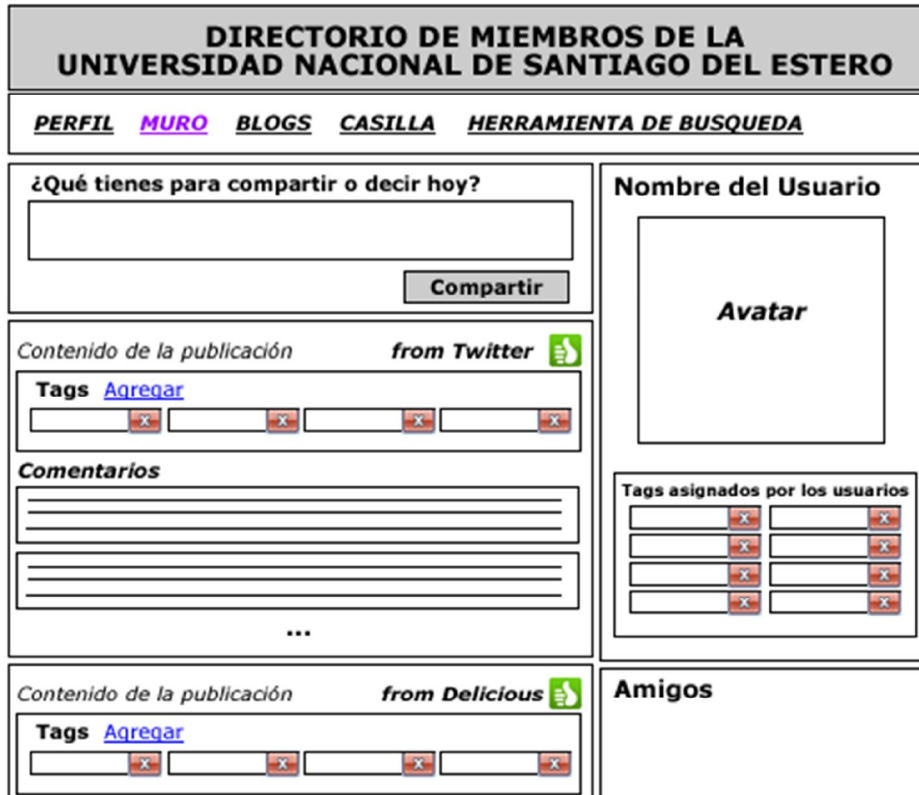 DIRECTORIO DE MIEMBROS DE LA
UNIVERSIDAD NACIONAL DE SANTIAGO DEL ESTERO
PERFIL MURO BLOGS CASILLA HERRAMIENTA DE BUSQUEDA
¿Qué tienes para compartir o decir hoy?
Compartir
Contenido de la publicación from Twitter
Tags Agregar
x x x x
Comentarios
...
Contenido de la publicación from Delicious
Tags Agregar
x x x x
Nombre del Usuario
Avatar
Tags asignados por los usuarios
x x
x x
x x
x x
Amigos